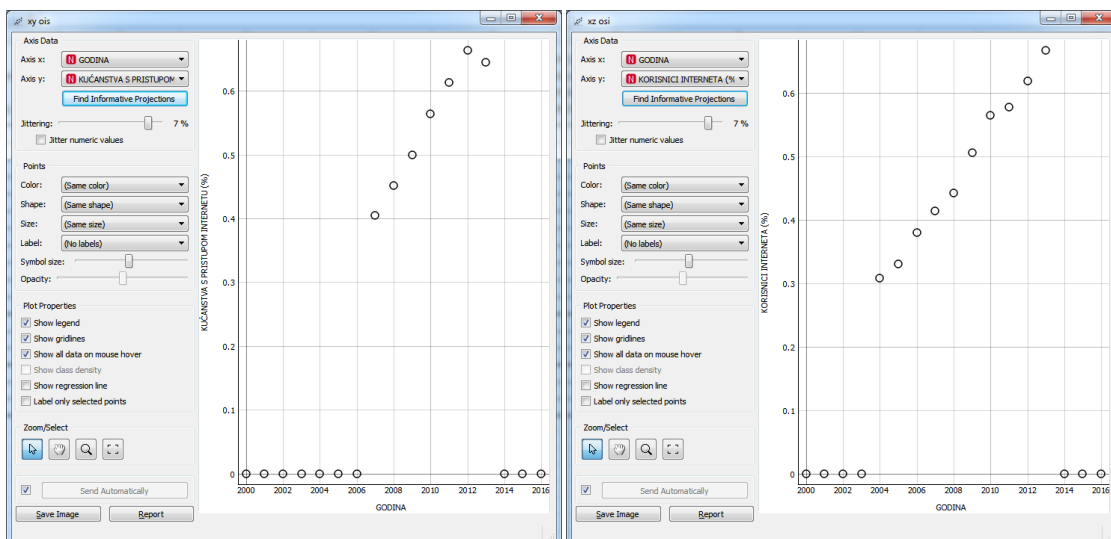 xy ois
Axis Data
Axis x: N GODINA
Axis y: N KUĆANSTVA S PRISTUPOM
Find Informative Projections
Jittering: 7 %
Jitter numeric values
Points
Color: (Same color)
Shape: (Same shape)
Size: (Same size)
Label: (No labels)
Symbol size:
Opacity:
Plot Properties
Show legend
Show gridlines
Show all data on mouse hover
Show class density
Show regression line
Label only selected points
Zoom/Select
Send Automatically
Save Image Report
KUĆANSTVA S PRISTUPOM INTERNETU (%)
0.6
0.5
0.4
0.3
0.2
0.1
0
2000 2002 2004 2006 2008 2010 2012 2014 2016
GODINA
xz osi
Axis Data
Axis x: N GODINA
Axis y: N KORISNICI INTERNETA (%
Find Informative Projections
Jittering: 7 %
Jitter numeric values
Points
Color: (Same color)
Shape: (Same shape)
Size: (Same size)
Label: (No labels)
Symbol size:
Opacity:
Plot Properties
Show legend
Show gridlines
Show all data on mouse hover
Show class density
Show regression line
Label only selected points
Zoom/Select
Send Automatically
Save Image Report
KORISNICI INTERNETA (%)
0.6
0.5
0.4
0.3
0.2
0.1
0
2000 2002 2004 2006 2008 2010 2012 2014 2016
GODINA